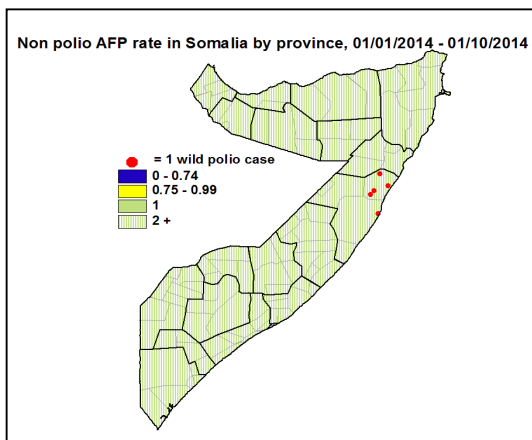 Non polio AFP rate in Somalia by province, 01/01/2014 - 01/10/2014
= 1 wild polio case
0 - 0.74
0.75 - 0.99
1
2 +